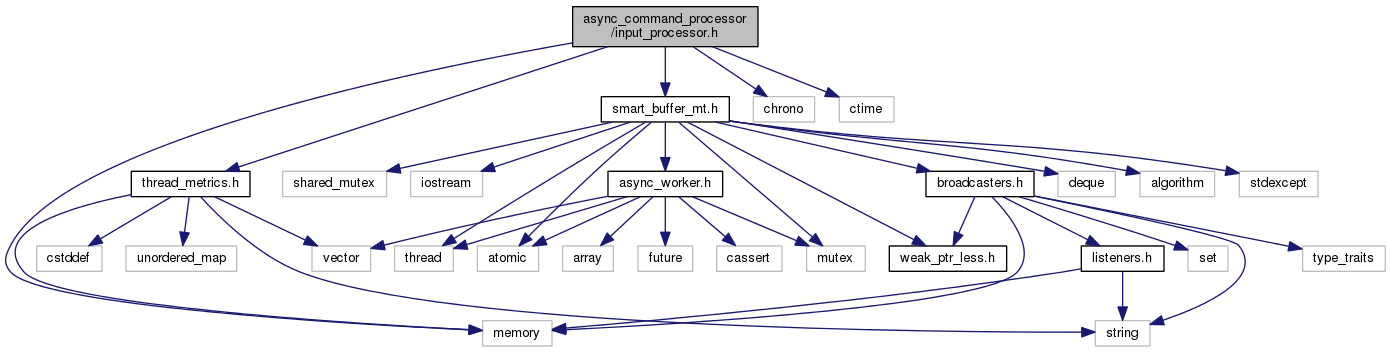 async_command_processor
/input_processor.h
smart_buffer_mt.h
chrono
ctime
thread_metrics.h
shared_mutex
iostream
async_worker.h
broadcasters.h
deque
algorithm
stdexcept
cstddef
unordered_map
vector
thread
atomic
array
future
cassert
mutex
weak_ptr_less.h
listeners.h
set
type_traits
memory
string